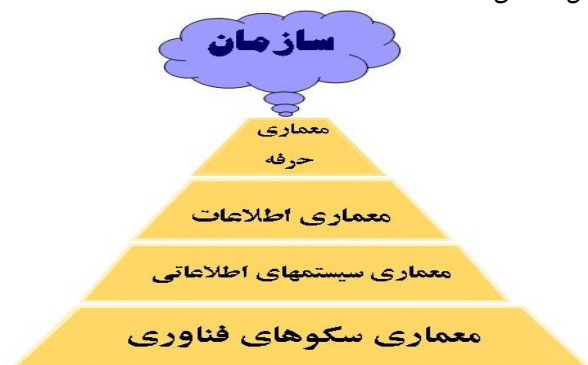 سازمان
معماری
حرفه
معماری اطلاعات
معماری سیستمهای اطلاعاتی
معماری سکوهای فناوری